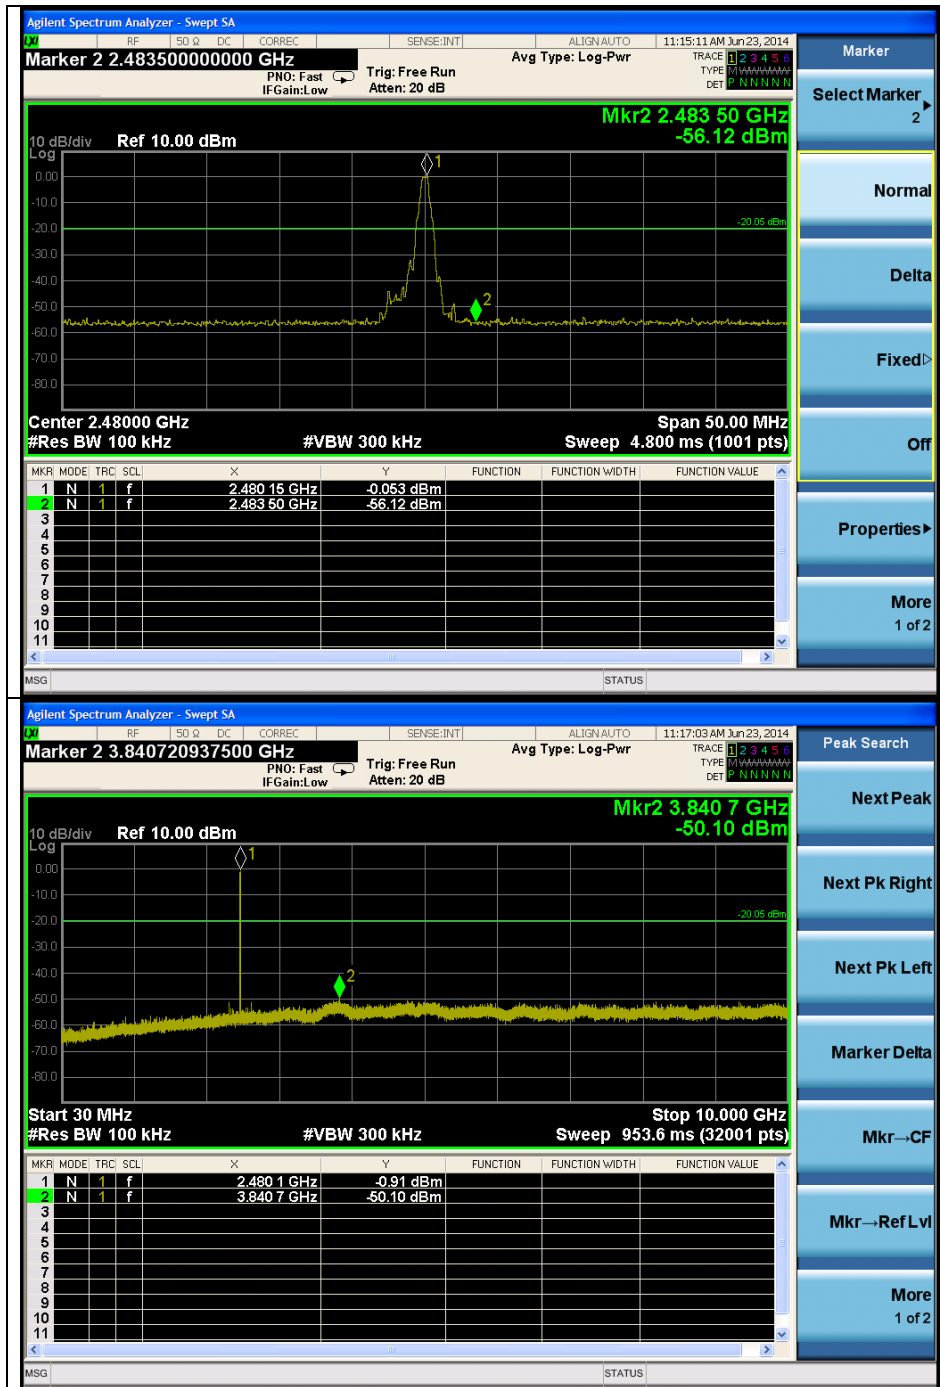 Agilent Spectrum Analyzer - Swept SA
LXI RF 50 Ω DC CORREC SENSE:INT ALIGN AUTO 11:15:11 AM Jun 23, 2014
Marker 2 2.483500000000 GHz
Avg Type: Log-Pwr
TRACE 1 2 3 4 5 6
PNO: Fast Trig: Free Run
TYPE M WWWWW
IFGain:Low Atten: 20 dB
DET P N N N N N
Mkr2 2.483 50 GHz
-56.12 dBm
10 dB/div Ref 10.00 dBm
Log
1
0.00
-10.0
-20.0
-20.05 dBm
-30.0
-40.0
2
-50.0
-60.0
-70.0
-80.0
Center 2.48000 GHz Span 50.00 MHz
#Res BW 100 kHz #VBW 300 kHz Sweep 4.800 ms (1001 pts)
MKR MODE TRC SCL X Y FUNCTION FUNCTION WIDTH FUNCTION VALUE
1 N 1 f 2.480 15 GHz -0.053 dBm
2 N 1 f 2.483 50 GHz -56.12 dBm
3
4
5
6
7
8
9
10
11
MSG STATUS
Marker
Select Marker
2
Normal
Delta
Fixed
Off
Properties
More
1 of 2
Agilent Spectrum Analyzer - Swept SA
LXI RF 50 Ω DC CORREC SENSE:INT ALIGN AUTO 11:17:03 AM Jun 23, 2014
Marker 2 3.840720937500 GHz
Avg Type: Log-Pwr
TRACE 1 2 3 4 5 6
PNO: Fast Trig: Free Run
TYPE M WWWWW
IFGain:Low Atten: 20 dB
DET P N N N N N
Mkr2 3.840 7 GHz
-50.10 dBm
10 dB/div Ref 10.00 dBm
Log
1
0.00
-10.0
-20.0
-20.05 dBm
-30.0
-40.0
2
-50.0
-60.0
-70.0
-80.0
Start 30 MHz Stop 10.000 GHz
#Res BW 100 kHz #VBW 300 kHz Sweep 953.6 ms (32001 pts)
MKR MODE TRC SCL X Y FUNCTION FUNCTION WIDTH FUNCTION VALUE
1 N 1 f 2.480 1 GHz -0.91 dBm
2 N 1 f 3.840 7 GHz -50.10 dBm
3
4
5
6
7
8
9
10
11
MSG STATUS
Peak Search
Next Peak
Next Pk Right
Next Pk Left
Marker Delta
Mkr→CF
Mkr→Ref Lvl
More
1 of 2